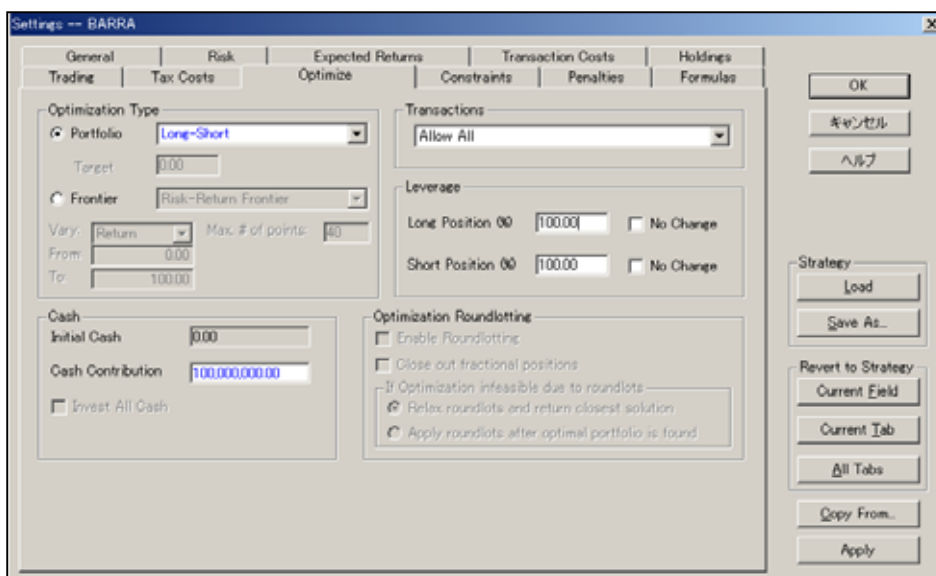 Settings -- BARRA
General Risk Expected Returns Transaction Costs Holdings
Trading Tax Costs Optimize Constraints Penalties Formulas
OK
キャンセル
ヘルプ
Optimization Type
Portfolio Long-Short
Target 0.00
Frontier Risk-Return Frontier
Vary: Return Max. # of points: 40
From: 0.00
To: 100.00
Transactions
Allow All
Leverage
Long Position (%) 100.00 No Change
Short Position (%) 100.00 No Change
Strategy
Load
Save As...
Cash
Initial Cash 0.00
Cash Contribution 100,000,000.00
Invest All Cash
Optimization Roundlotting
Enable Roundlotting
Close out fractional positions
If Optimization infeasible due to roundlots
Relax roundlots and return closest solution
Apply roundlots after optimal portfolio is found
Revert to Strategy
Current Field
Current Tab
All Tabs
Copy From...
Apply